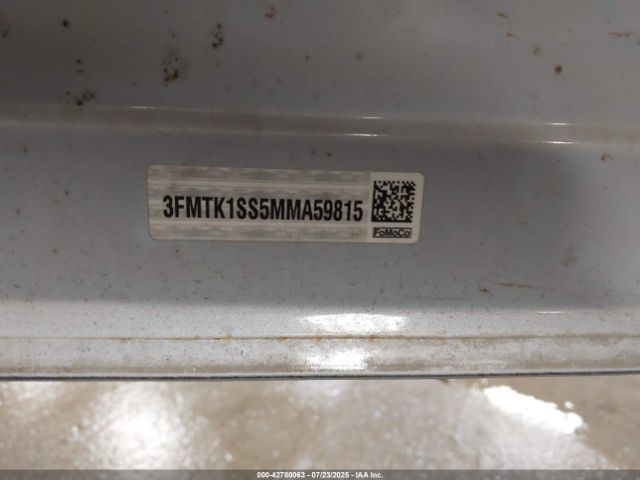 3FMTK1SS5MMA59815
FoMoCo
000-42780063 - 07/23/2025 - IAA Inc.